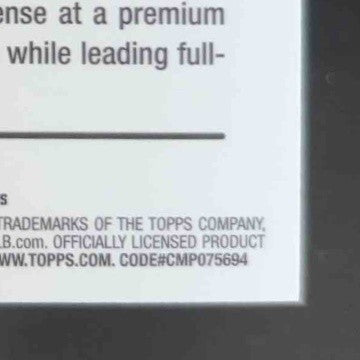 ense at a premium
while leading full-
s
TRADEMARKS OF THE TOPPS COMPANY,
LB.com. OFFICIALLY LICENSED PRODUCT
WW.TOPPS.COM. CODE#CMP075694